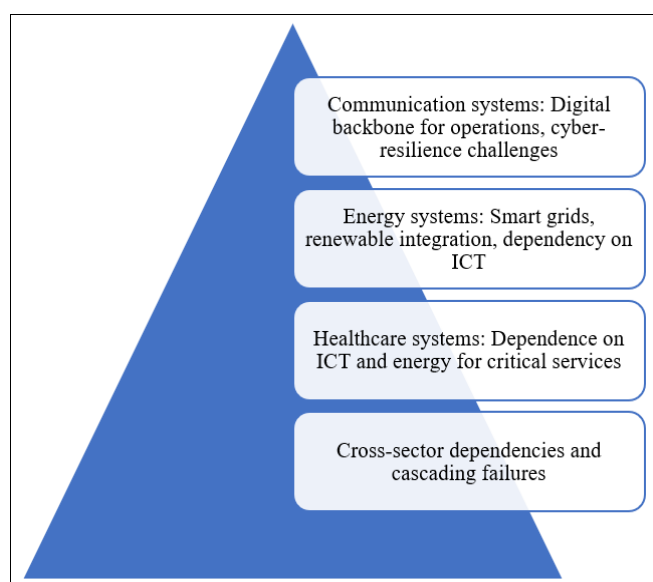 Communication systems: Digital
backbone for operations, cyber-
resilience challenges
Energy systems: Smart grids,
renewable integration, dependency on
ICT
Healthcare systems: Dependence on
ICT and energy for critical services
Cross-sector dependencies and
cascading failures